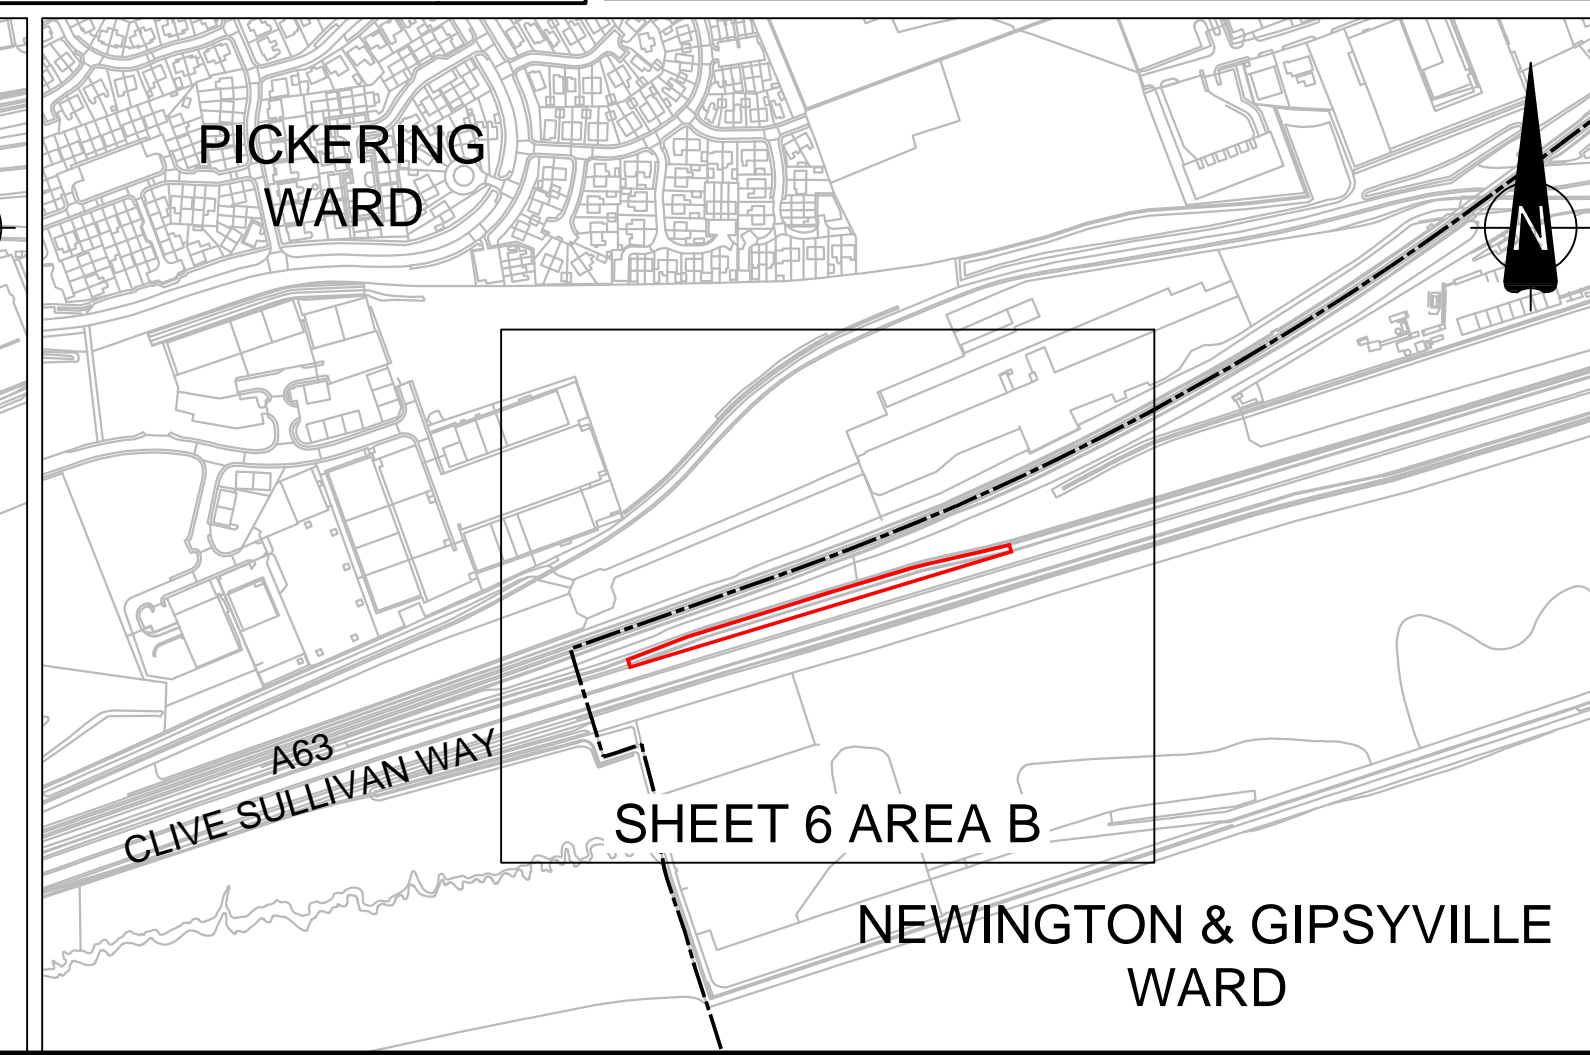 PICKERING
WARD
N
A63
CLIVE SULLIVAN WAY
SHEET 6 AREA B
NEWINGTON & GIPSYVILLE
WARD